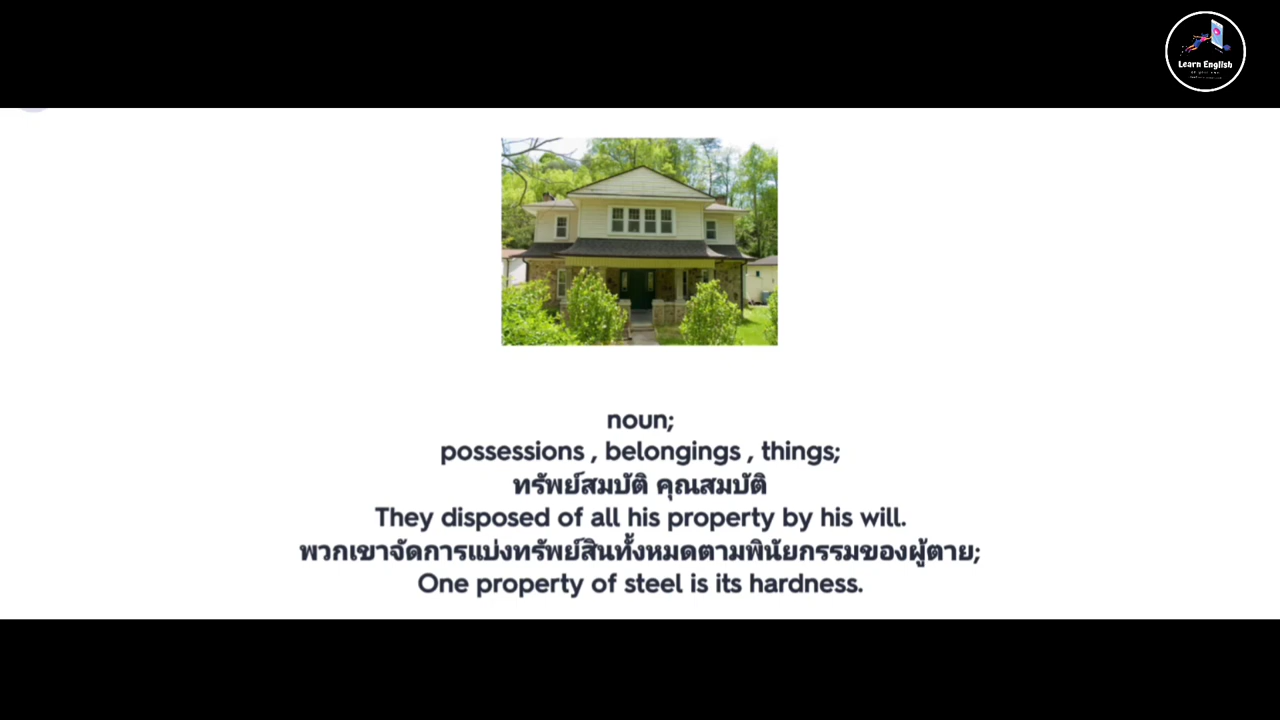 Learn English
noun;
possessions , belongings , things;
ทรัพย์สมบัติ คุณสมบัติ
They disposed of all his property by his will.
พวกเขาจัดการแบ่งทรัพย์สินทั้งหมดตามพินัยกรรมของผู้ตาย;
One property of steel is its hardness.